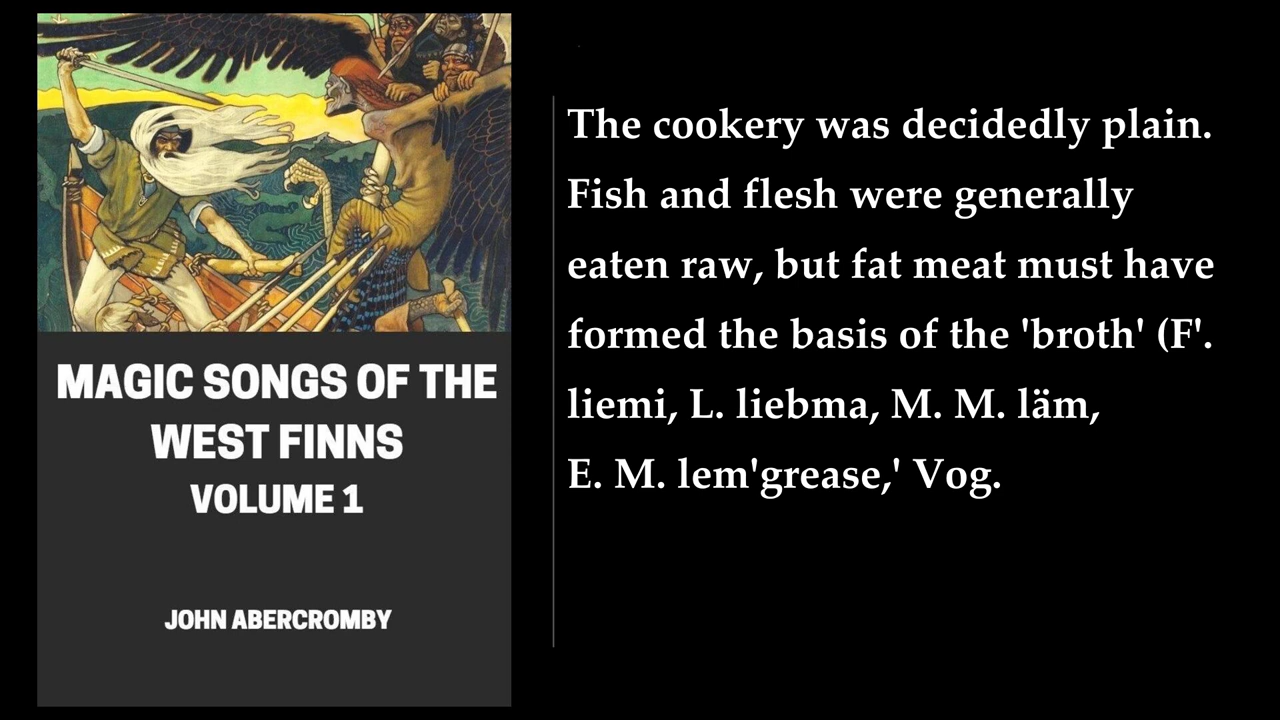 MAGIC SONGS OF THE
WEST FINNS
VOLUME 1
JOHN ABERCROMBY
The cookery was decidedly plain.
Fish and flesh were generally
eaten raw, but fat meat must have
formed the basis of the 'broth' (F'.
liemi, L. liebma, M. M. läm,
E. M. lem'grease,' Vog.